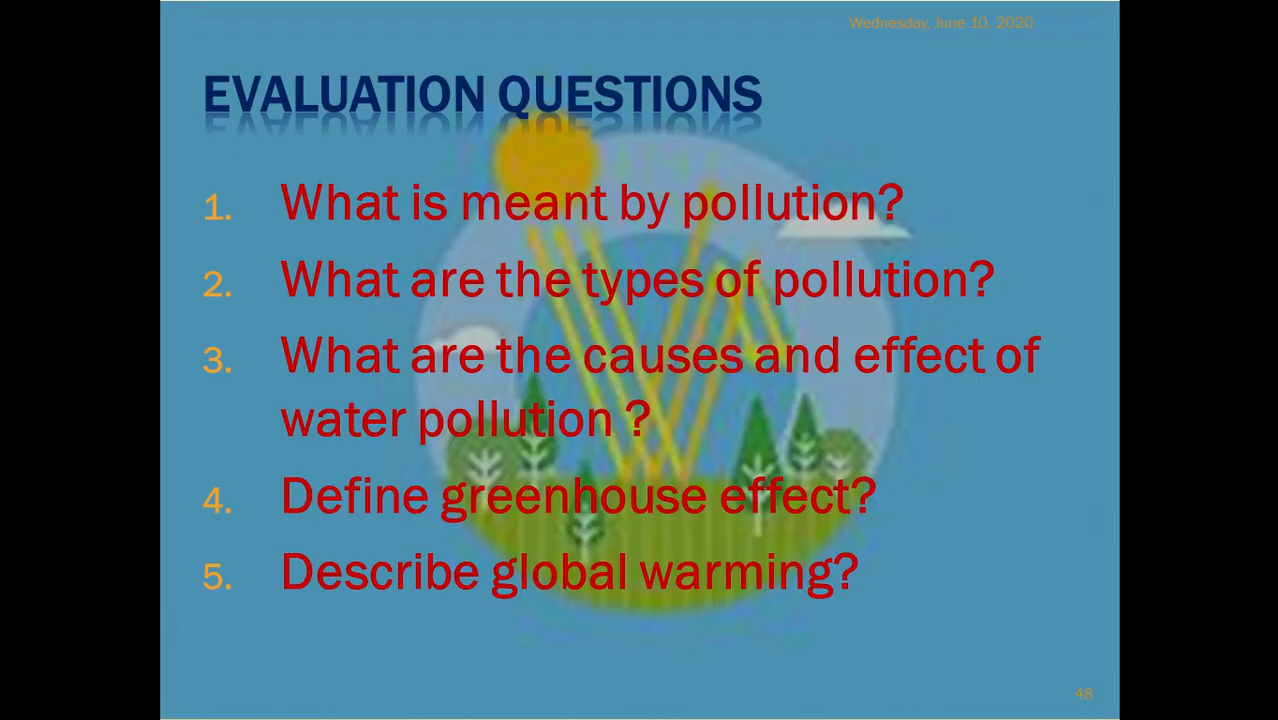 Wednesday, June 10, 2020
EVALUATION QUESTIONS
1. What is meant by pollution?
2. What are the types of pollution?
3. What are the causes and effect of
water pollution ?
4. Define greenhouse effect?
5. Describe global warming?
48